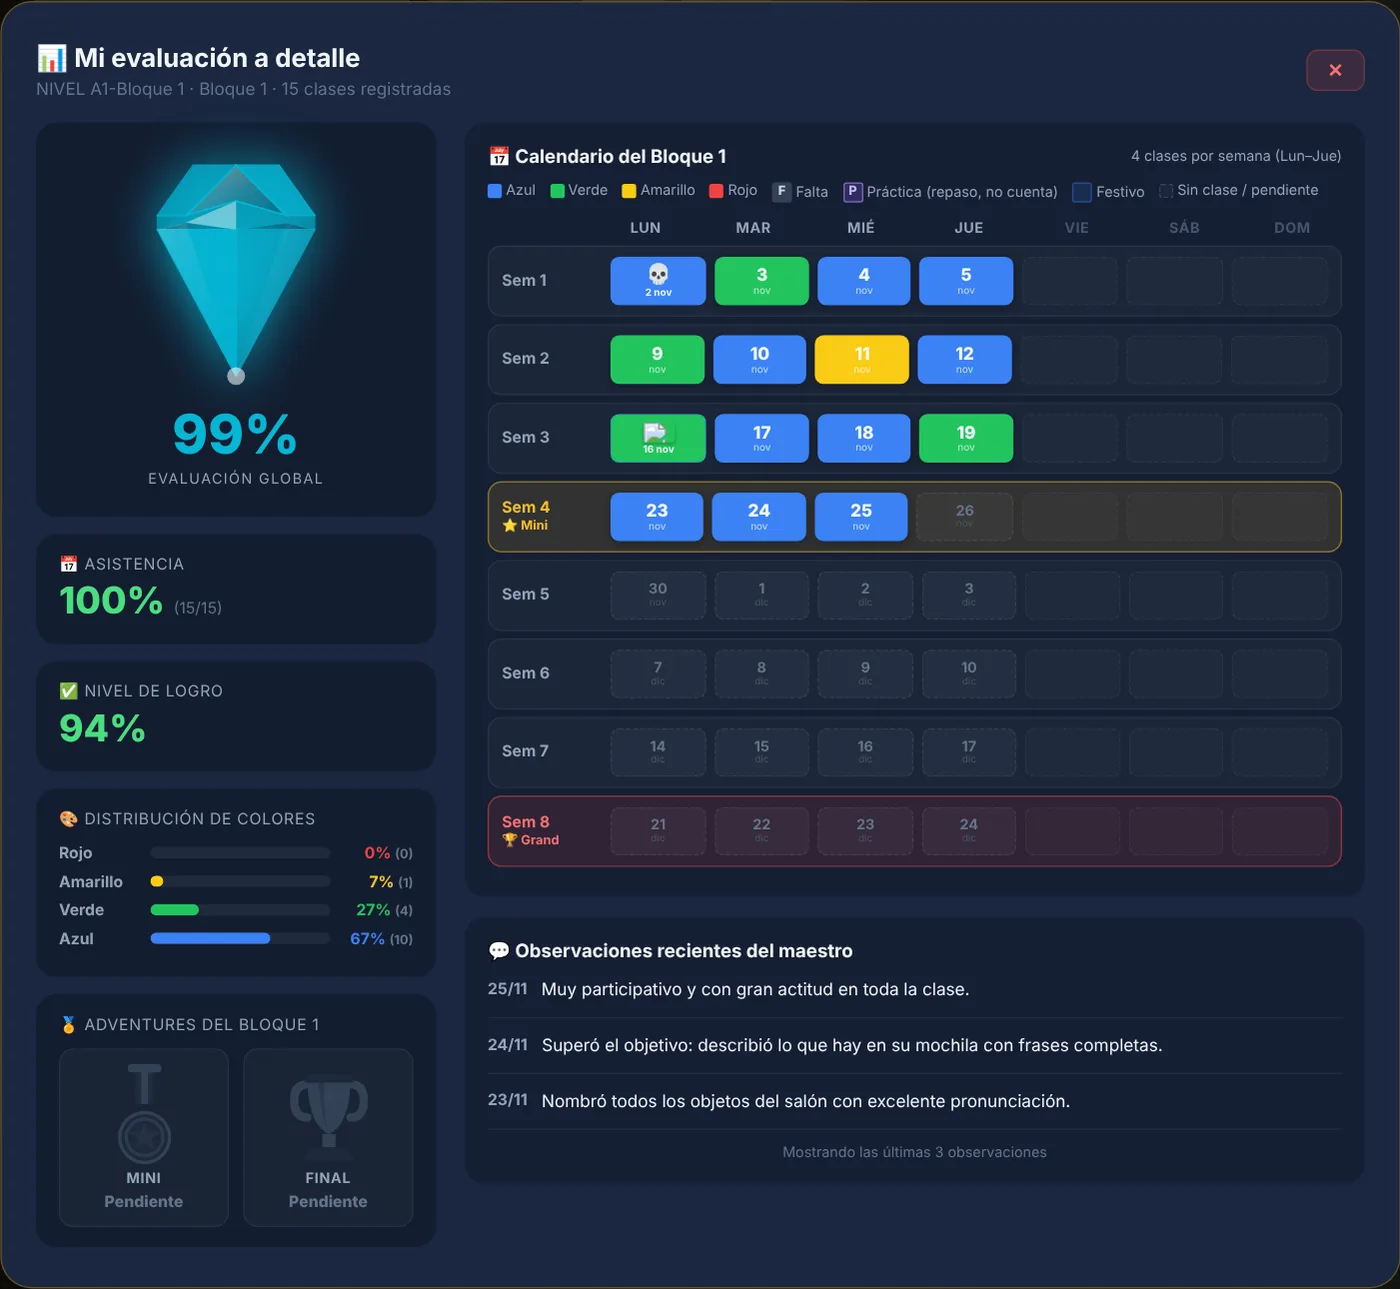 Mi evaluación a detalle
NIVEL A1-Bloque 1 · Bloque 1 · 15 clases registradas
✕
99%
EVALUACIÓN GLOBAL
ASISTENCIA
100% (15/15)
NIVEL DE LOGRO
94%
DISTRIBUCIÓN DE COLORES
Rojo 0% (0)
Amarillo 7% (1)
Verde 27% (4)
Azul 67% (10)
ADVENTURES DEL BLOQUE 1
MINI
Pendiente
FINAL
Pendiente
Calendario del Bloque 1
4 clases por semana (Lun–Jue)
Azul Verde Amarillo Rojo F Falta P Práctica (repaso, no cuenta) Festivo Sin clase / pendiente
LUN MAR MIÉ JUE VIE SÁB DOM
Sem 1
2 nov
3 nov
4 nov
5 nov
Sem 2
9 nov
10 nov
11 nov
12 nov
Sem 3
16 nov
17 nov
18 nov
19 nov
Sem 4
Mini
23 nov
24 nov
25 nov
26 nov
Sem 5
30 nov
1 dic
2 dic
3 dic
Sem 6
7 dic
8 dic
9 dic
10 dic
Sem 7
14 dic
15 dic
16 dic
17 dic
Sem 8
Grand
21 dic
22 dic
23 dic
24 dic
Observaciones recientes del maestro
25/11 Muy participativo y con gran actitud en toda la clase.
24/11 Superó el objetivo: describió lo que hay en su mochila con frases completas.
23/11 Nombró todos los objetos del salón con excelente pronunciación.
Mostrando las últimas 3 observaciones